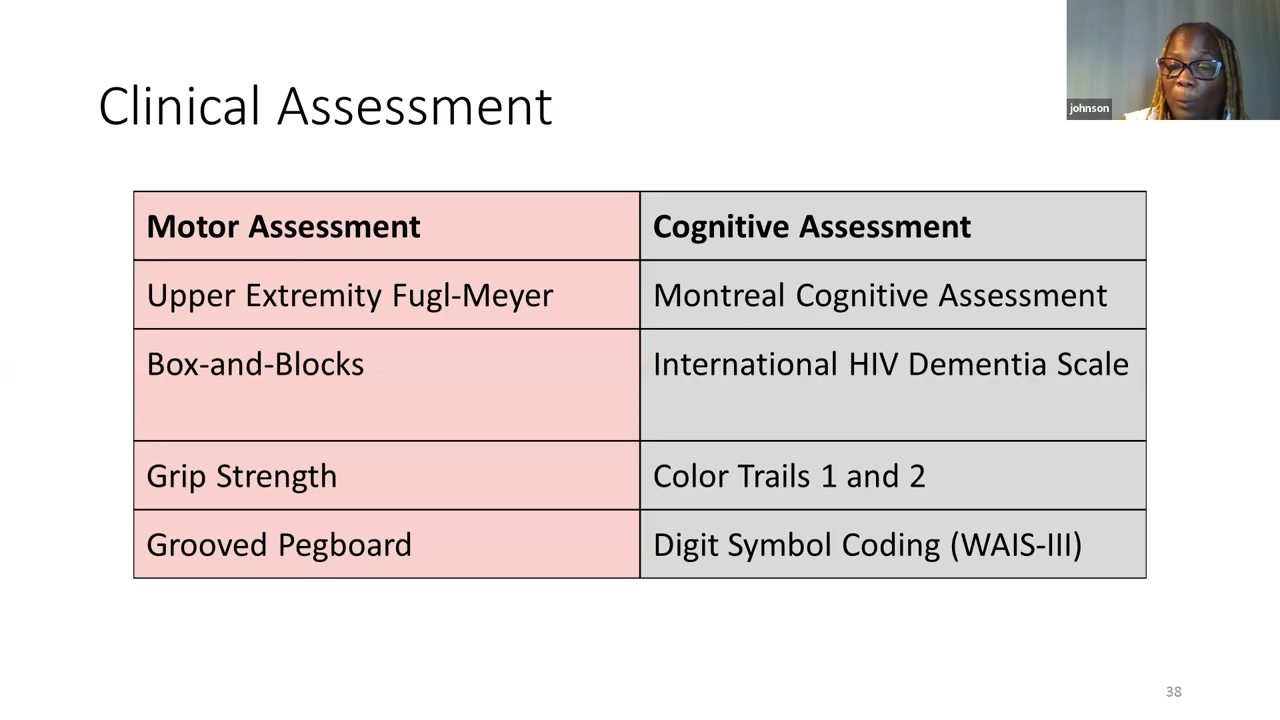 johnson
Clinical Assessment
Motor Assessment
Cognitive Assessment
Upper Extremity Fugl-Meyer
Montreal Cognitive Assessment
Box-and-Blocks
International HIV Dementia Scale
Grip Strength
Color Trails 1 and 2
Grooved Pegboard
Digit Symbol Coding (WAIS-III)
38